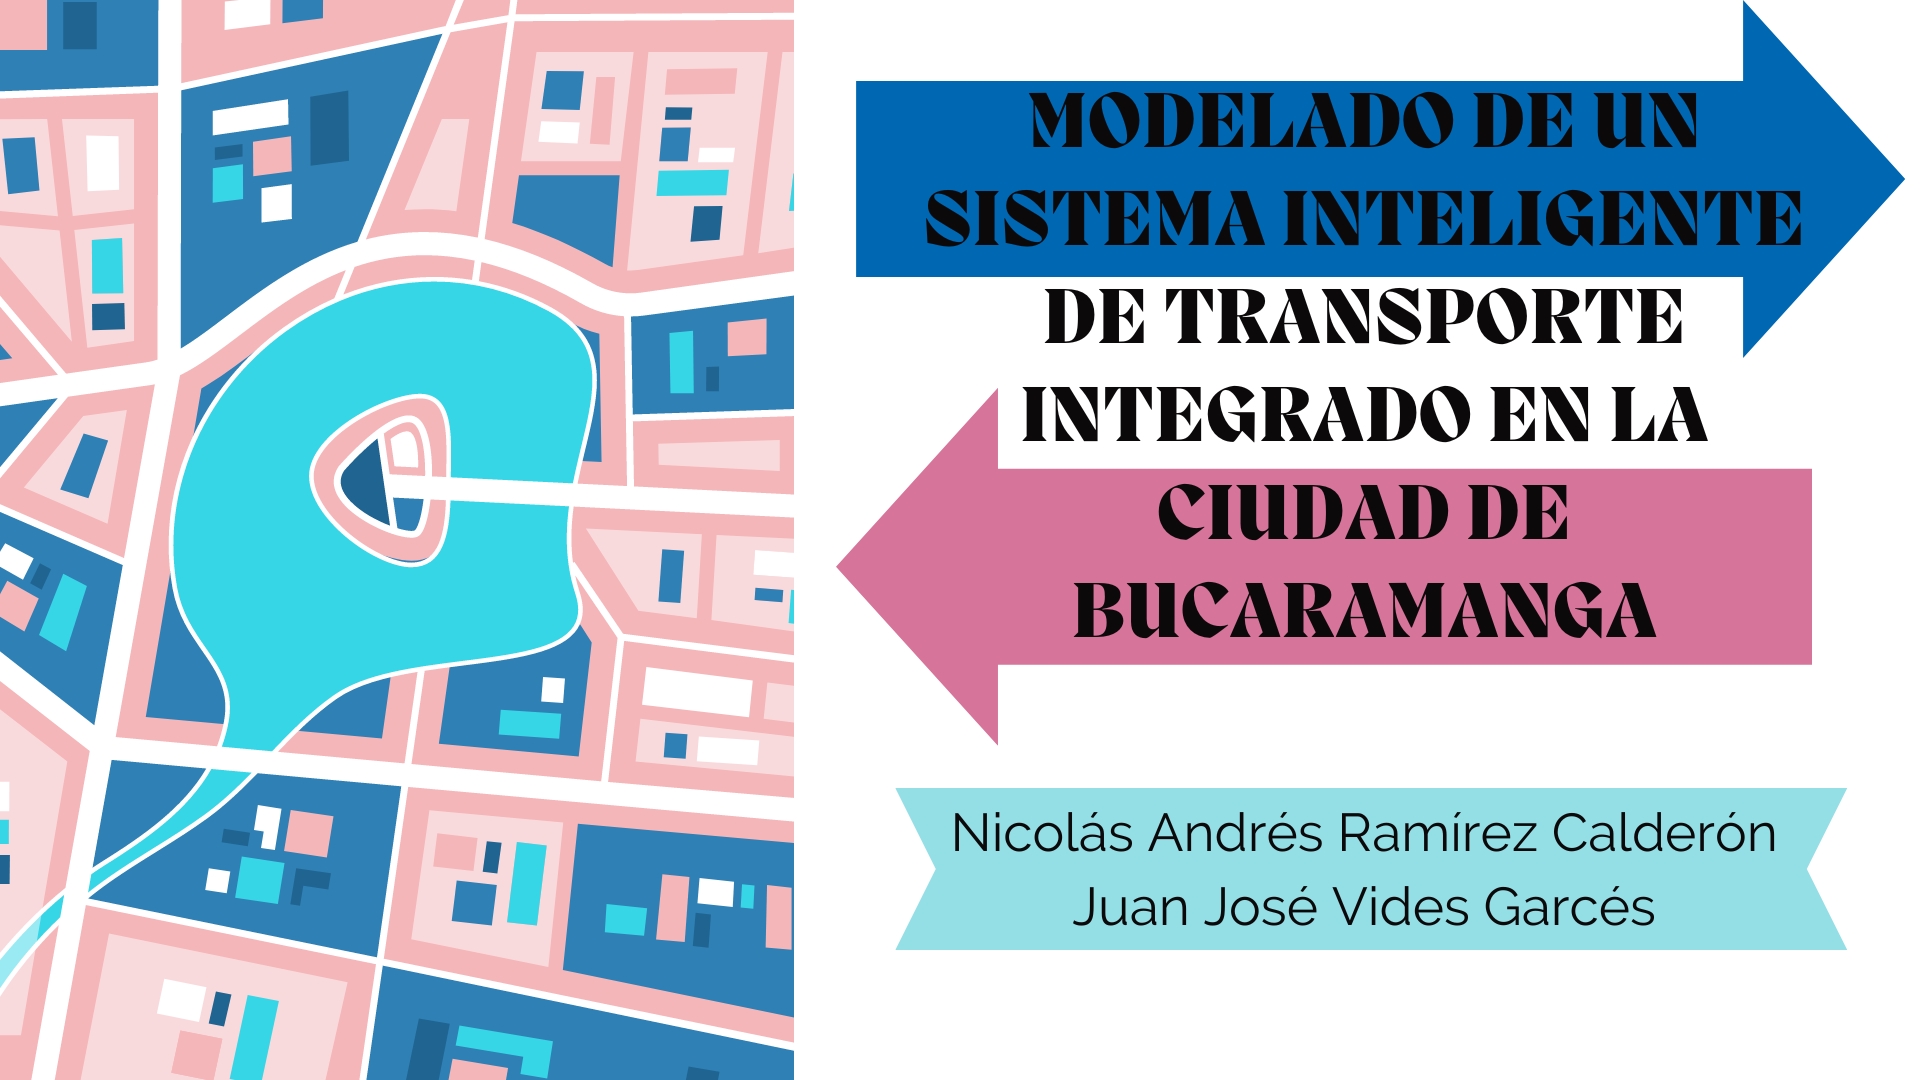 MODELADO DE UN
SISTEMA INTELIGENTE
DE TRANSPORTE
INTEGRADO EN LA
CIUDAD DE
BUCARAMANGA
Nicolás Andrés Ramírez Calderón
Juan José Vides Garcés